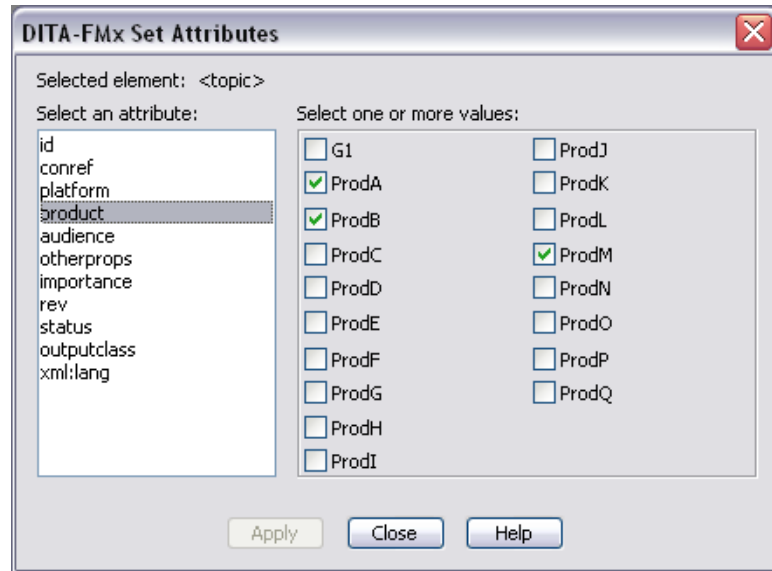 DITA-FMx Set Attributes
Selected element: <topic>
Select an attribute:
id
conref
platform
product
audience
otherprops
importance
rev
status
outputclass
xml:lang
Select one or more values:
G1
ProdA
ProdB
ProdC
ProdD
ProdE
ProdF
ProdG
ProdH
ProdI
ProdJ
ProdK
ProdL
ProdM
ProdN
ProdO
ProdP
ProdQ
Apply
Close
Help